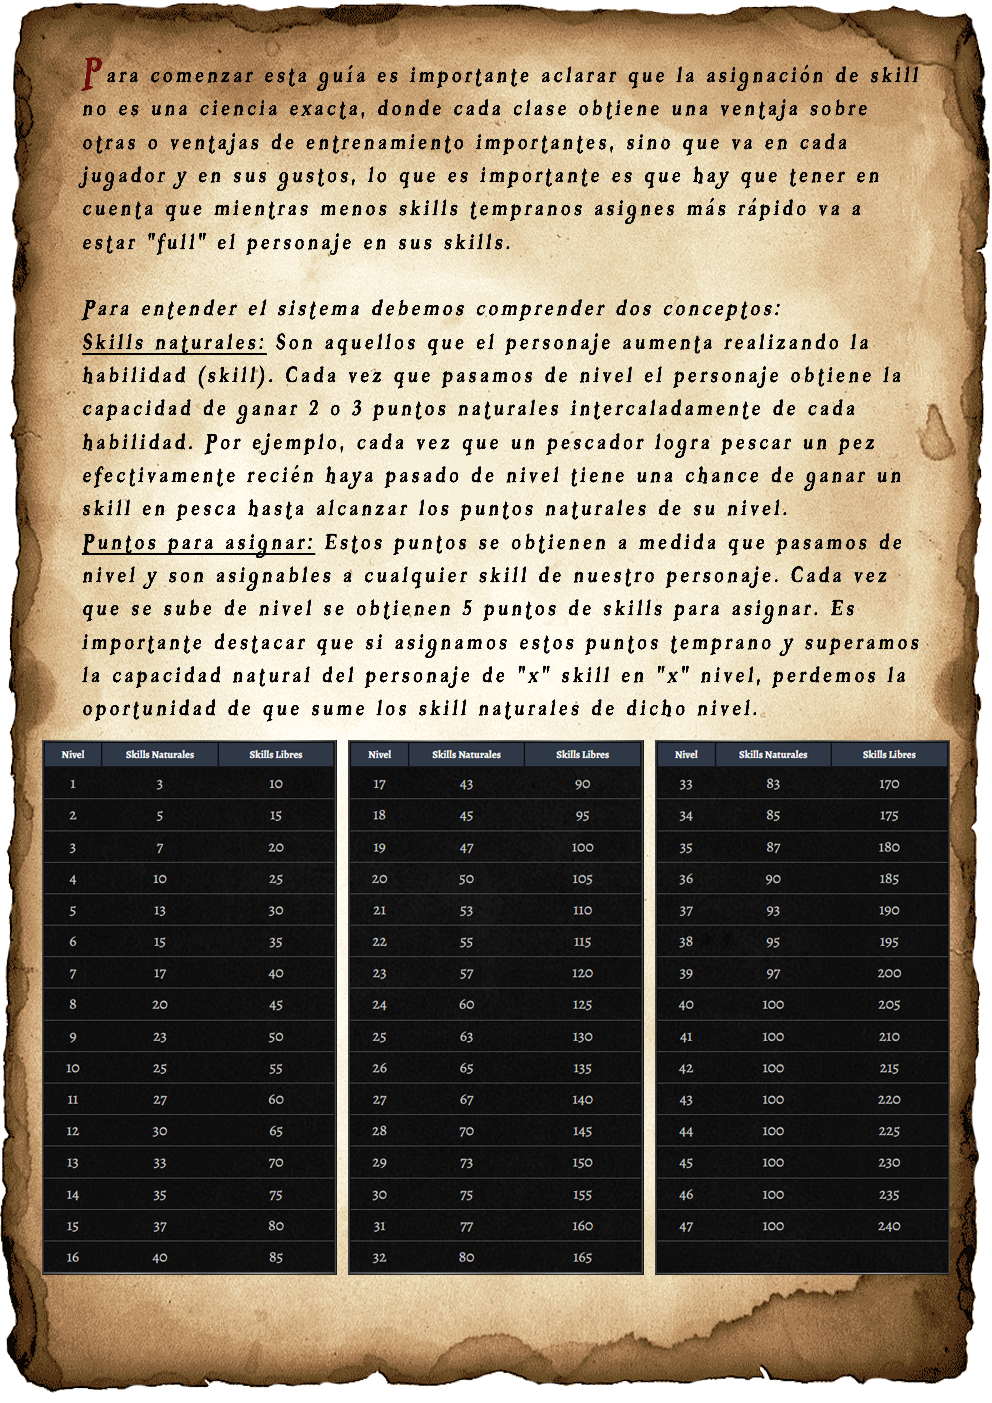 Para comenzar esta guía es importante aclarar que la asignación de skill
no es una ciencia exacta, donde cada clase obtiene una ventaja sobre
otras o ventajas de entrenamiento importantes, sino que va en cada
jugador y en sus gustos, lo que es importante es que hay que tener en
cuenta que mientras menos skills tempranos asignes más rápido va a
estar "full" el personaje en sus skills.
Para entender el sistema debemos comprender dos conceptos:
Skills naturales: Son aquellos que el personaje aumenta realizando la
habilidad (skill). Cada vez que pasamos de nivel el personaje obtiene la
capacidad de ganar 2 o 3 puntos naturales intercaladamente de cada
habilidad. Por ejemplo, cada vez que un pescador logra pescar un pez
efectivamente recién haya pasado de nivel tiene una chance de ganar un
skill en pesca hasta alcanzar los puntos naturales de su nivel.
Puntos para asignar: Estos puntos se obtienen a medida que pasamos de
nivel y son asignables a cualquier skill de nuestro personaje. Cada vez
que se sube de nivel se obtienen 5 puntos de skills para asignar. Es
importante destacar que si asignamos estos puntos temprano y superamos
la capacidad natural del personaje de "x" skill en "x" nivel, perdemos la
oportunidad de que sume los skill naturales de dicho nivel.
Nivel Skills Naturales Skills Libres
1 3 10
2 5 15
3 7 20
4 10 25
5 13 30
6 15 35
7 17 40
8 20 45
9 23 50
10 25 55
11 27 60
12 30 65
13 33 70
14 35 75
15 37 80
16 40 85
Nivel Skills Naturales Skills Libres
17 43 90
18 45 95
19 47 100
20 50 105
21 53 110
22 55 115
23 57 120
24 60 125
25 63 130
26 65 135
27 67 140
28 70 145
29 73 150
30 75 155
31 77 160
32 80 165
Nivel Skills Naturales Skills Libres
33 83 170
34 85 175
35 87 180
36 90 185
37 93 190
38 95 195
39 97 200
40 100 205
41 100 210
42 100 215
43 100 220
44 100 225
45 100 230
46 100 235
47 100 240